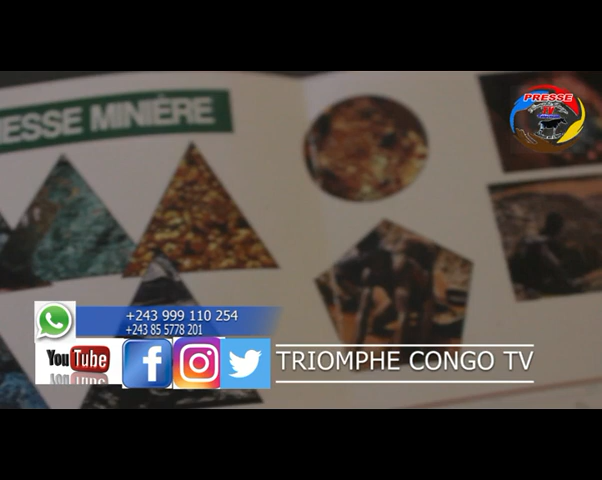 ESSE MINIÈRE
PRESSE
+243 999 110 254
+243 85 5778 201
YouTube
TRIOMPHE CONGO TV